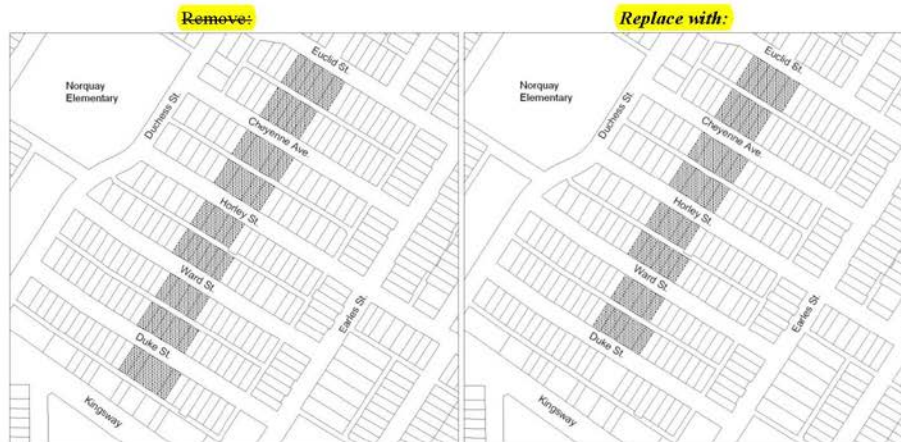 Remove:
Replace with:
Euclid St.
Norquay
Elementary
Duchess St.
Cheyenne Ave.
Horley St.
Ward St.
Earles St.
Duke St.
Kingsway
Euclid St.
Norquay
Elementary
Duchess St.
Cheyenne Ave.
Horley St.
Ward St.
Earles St.
Duke St.
Kingsway